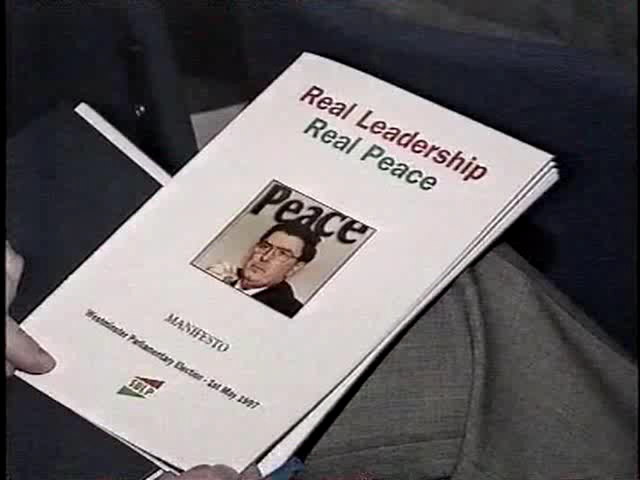 Real Leadership
Real Peace
Peace
MANIFESTO
Westminster Parliamentary Election - 1st May 1997
SDLP